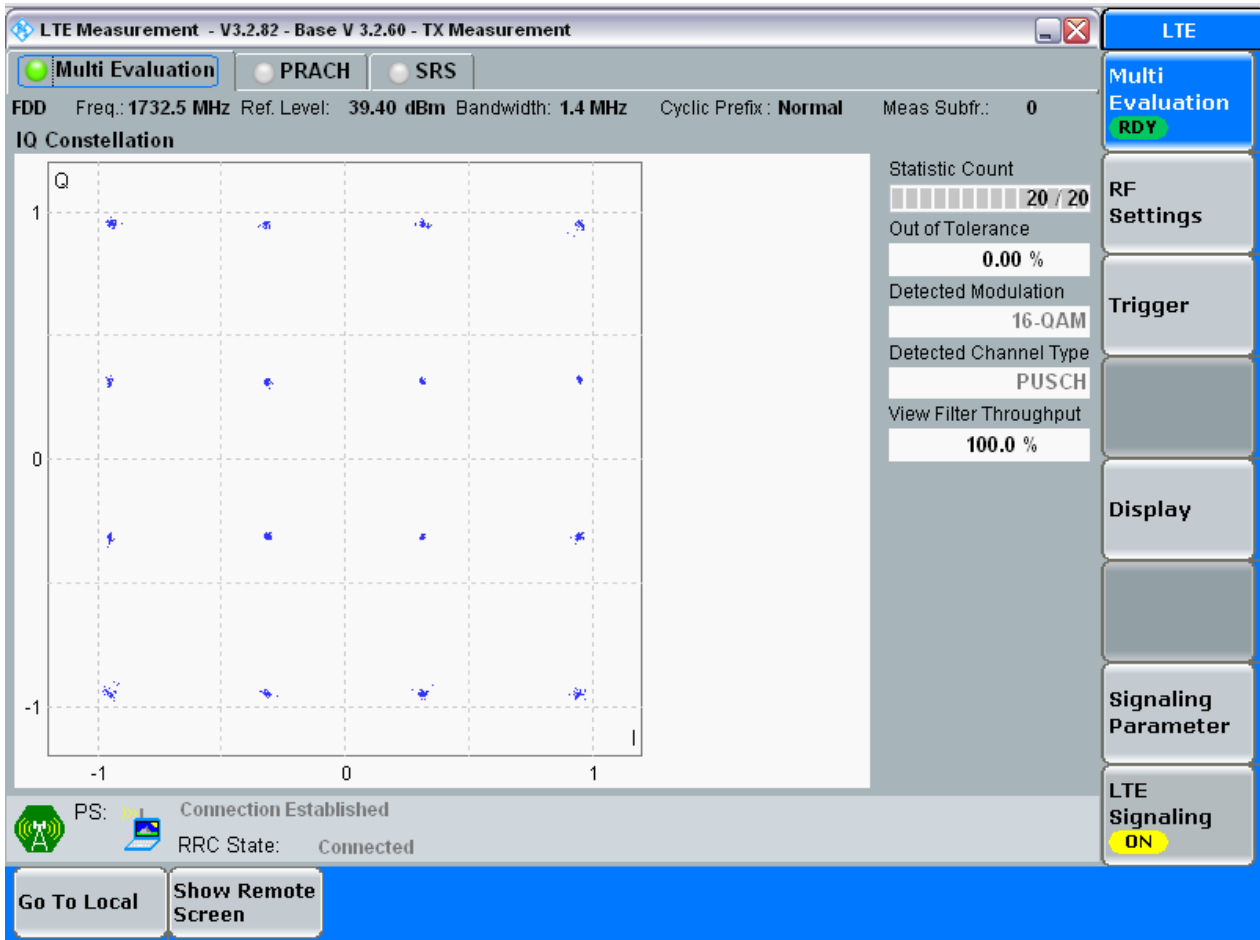 LTE Measurement - V3.2.82 - Base V 3.2.60 - TX Measurement
LTE
Multi Evaluation
PRACH
SRS
Multi
Evaluation
RDY
FDD Freq.: 1732.5 MHz Ref. Level: 39.40 dBm Bandwidth: 1.4 MHz Cyclic Prefix : Normal Meas Subfr.: 0
IQ Constellation
Q
1
0
-1
-1 0 1
I
Statistic Count
20 / 20
Out of Tolerance
0.00 %
Detected Modulation
16-QAM
Detected Channel Type
PUSCH
View Filter Throughput
100.0 %
RF
Settings
Trigger
Display
Signaling
Parameter
LTE
Signaling
ON
PS: Connection Established
RRC State: Connected
Go To Local
Show Remote
Screen